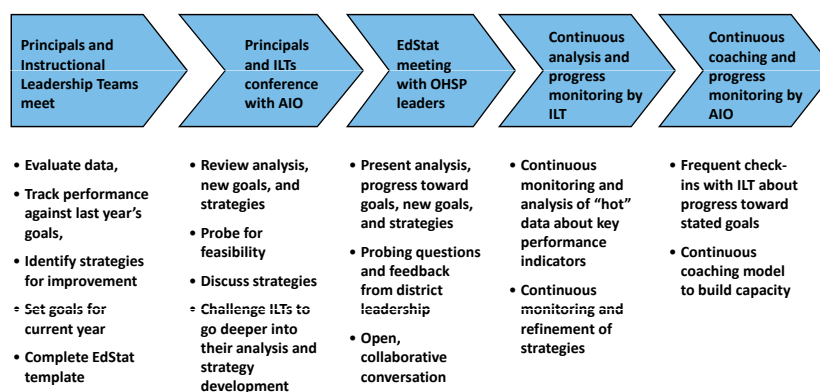 Principals and
Instructional
Leadership Teams
meet
Principals
and ILTs
conference
with AIO
EdStat
meeting
with OHSP
leaders
Continuous
analysis and
progress
monitoring by
ILT
Continuous
coaching and
progress
monitoring by
AIO
• Evaluate data,
• Track performance
against last year’s
goals,
• Identify strategies
for improvement
• Set goals for
current year
• Complete EdStat
template
• Review analysis,
new goals, and
strategies
• Probe for
feasibility
• Discuss strategies
• Challenge ILTs to
go deeper into
their analysis and
strategy
development
• Present analysis,
progress toward
goals, new goals,
and strategies
• Probing questions
and feedback
from district
leadership
• Open,
collaborative
conversation
• Continuous
monitoring and
analysis of “hot”
data about key
performance
indicators
• Continuous
monitoring and
refinement of
strategies
• Frequent check-
ins with ILT about
progress toward
stated goals
• Continuous
coaching model
to build capacity